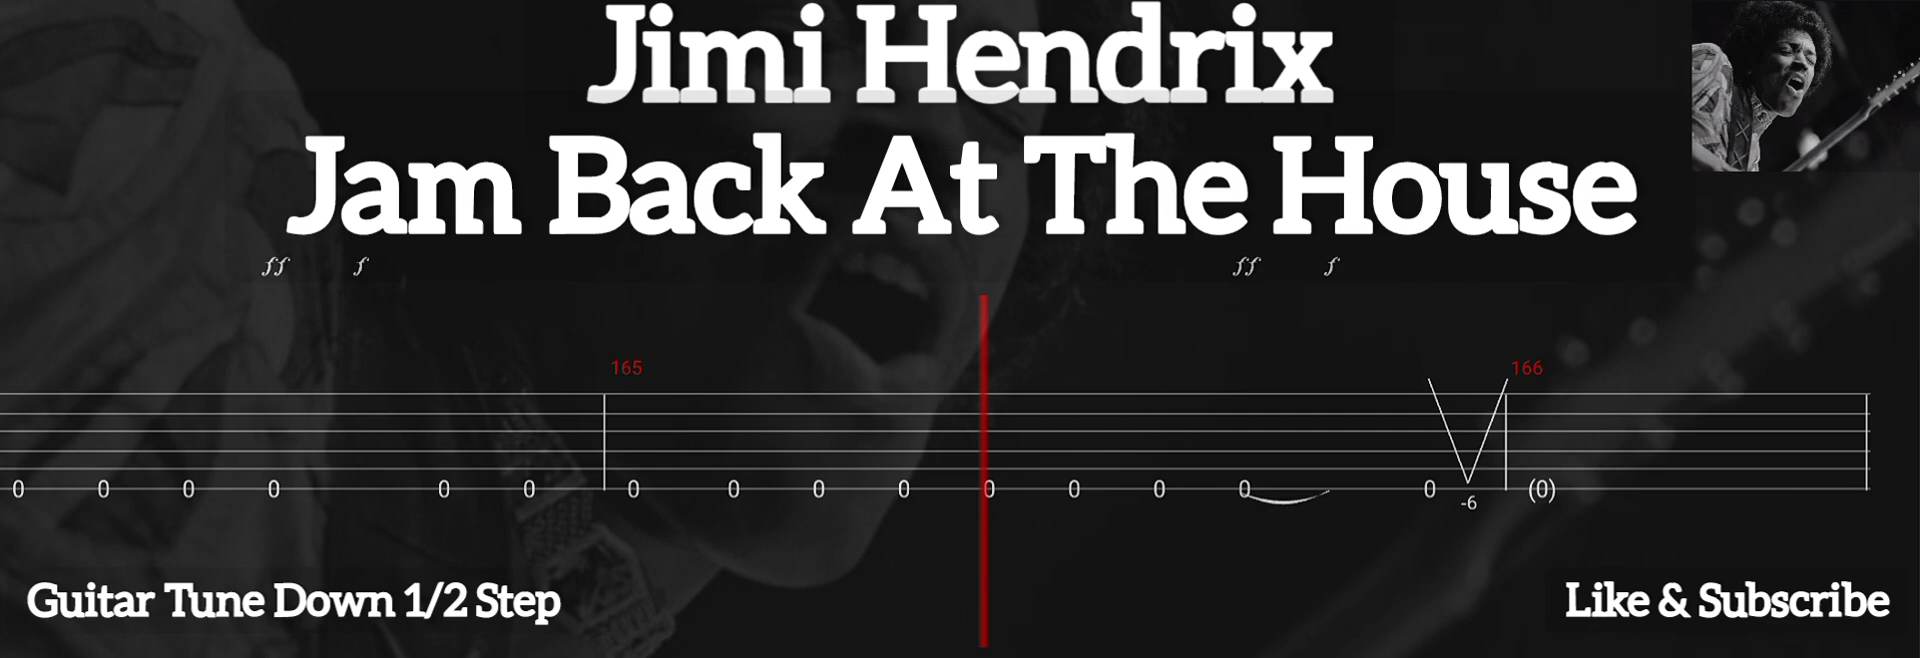 Jimi Hendrix
Jam Back At The House
ff f ff f
165 166
0 0 0 0 0 0 0 0 0 0 0 0 0 0 0 (0)
-6
Guitar Tune Down 1/2 Step
Like & Subscribe